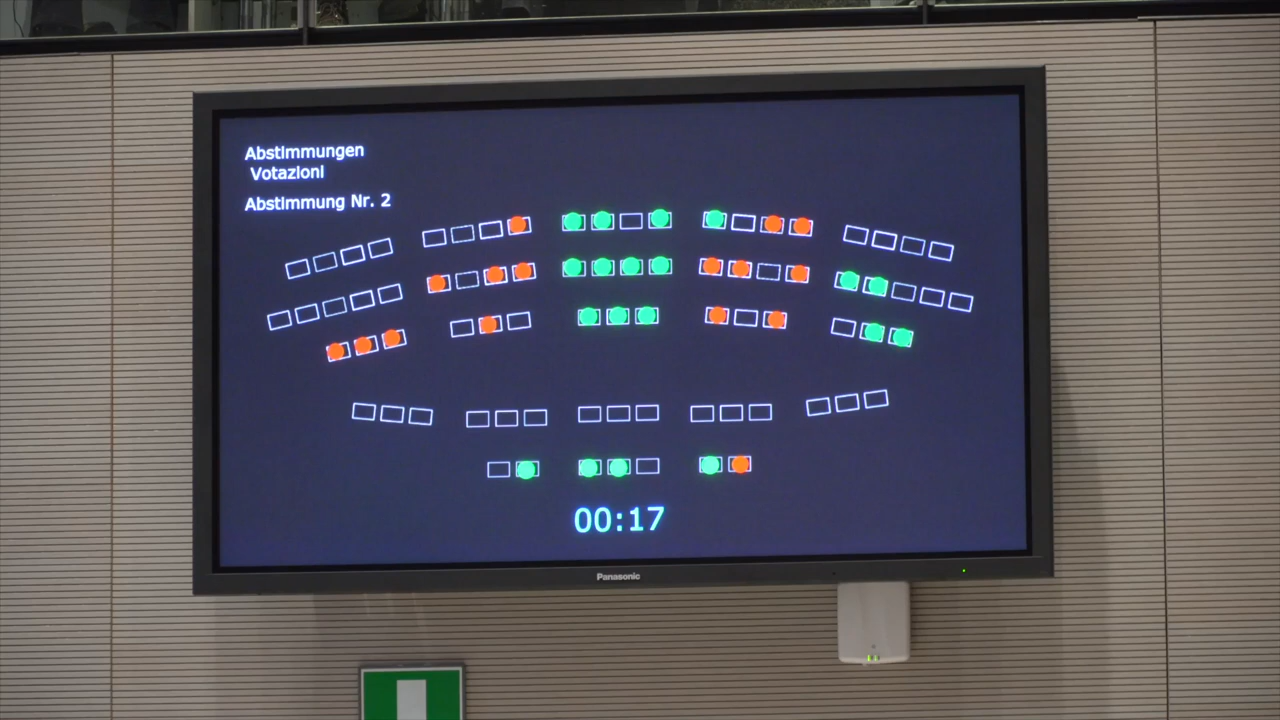 Abstimmungen
Votazioni
Abstimmung Nr. 2
00:17
Panasonic